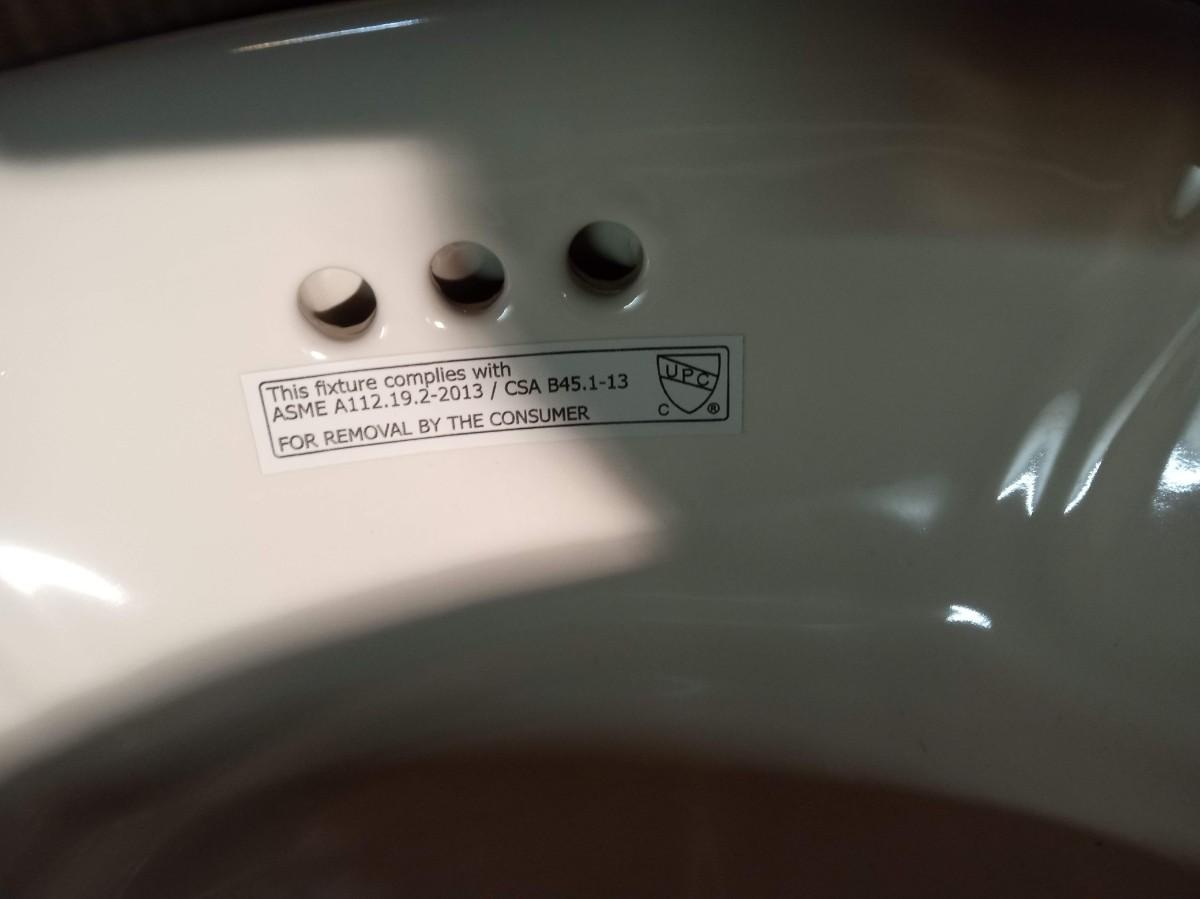 This fixture complies with
ASME A112.19.2-2013 / CSA B45.1-13
FOR REMOVAL BY THE CONSUMER
UPC
C ®